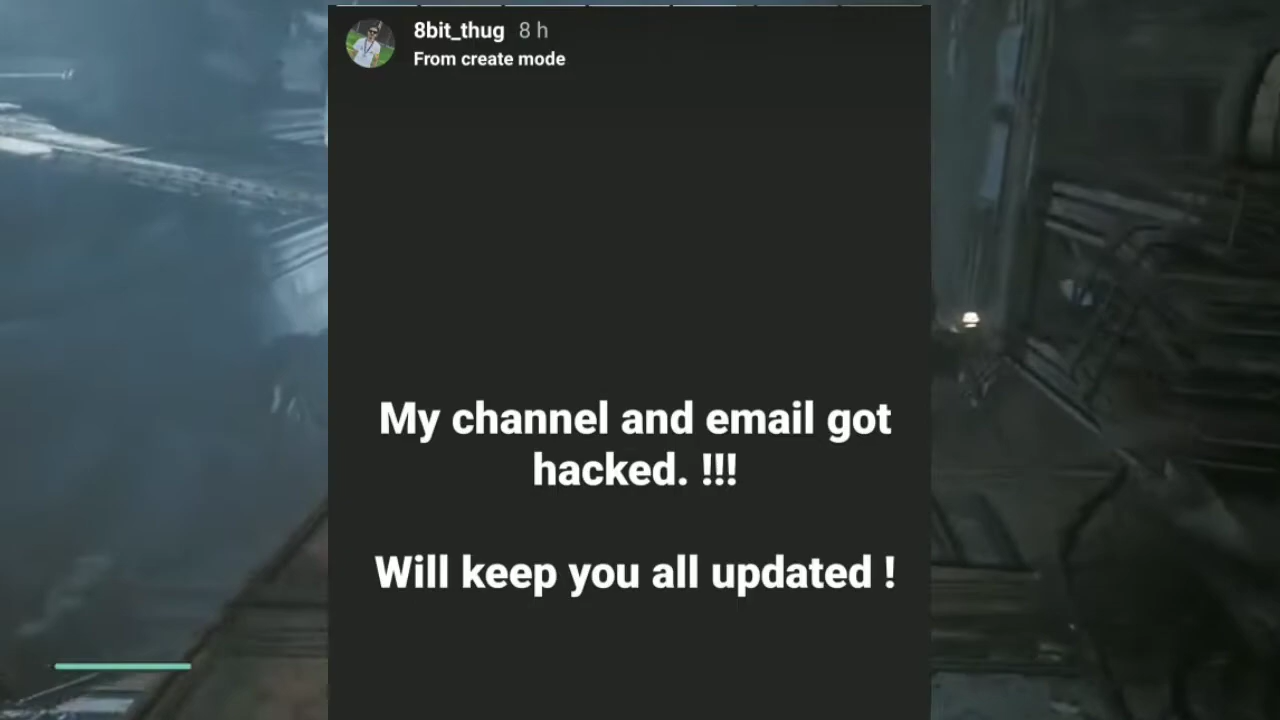 8bit_thug 8 h
From create mode
My channel and email got
hacked. !!!
Will keep you all updated !